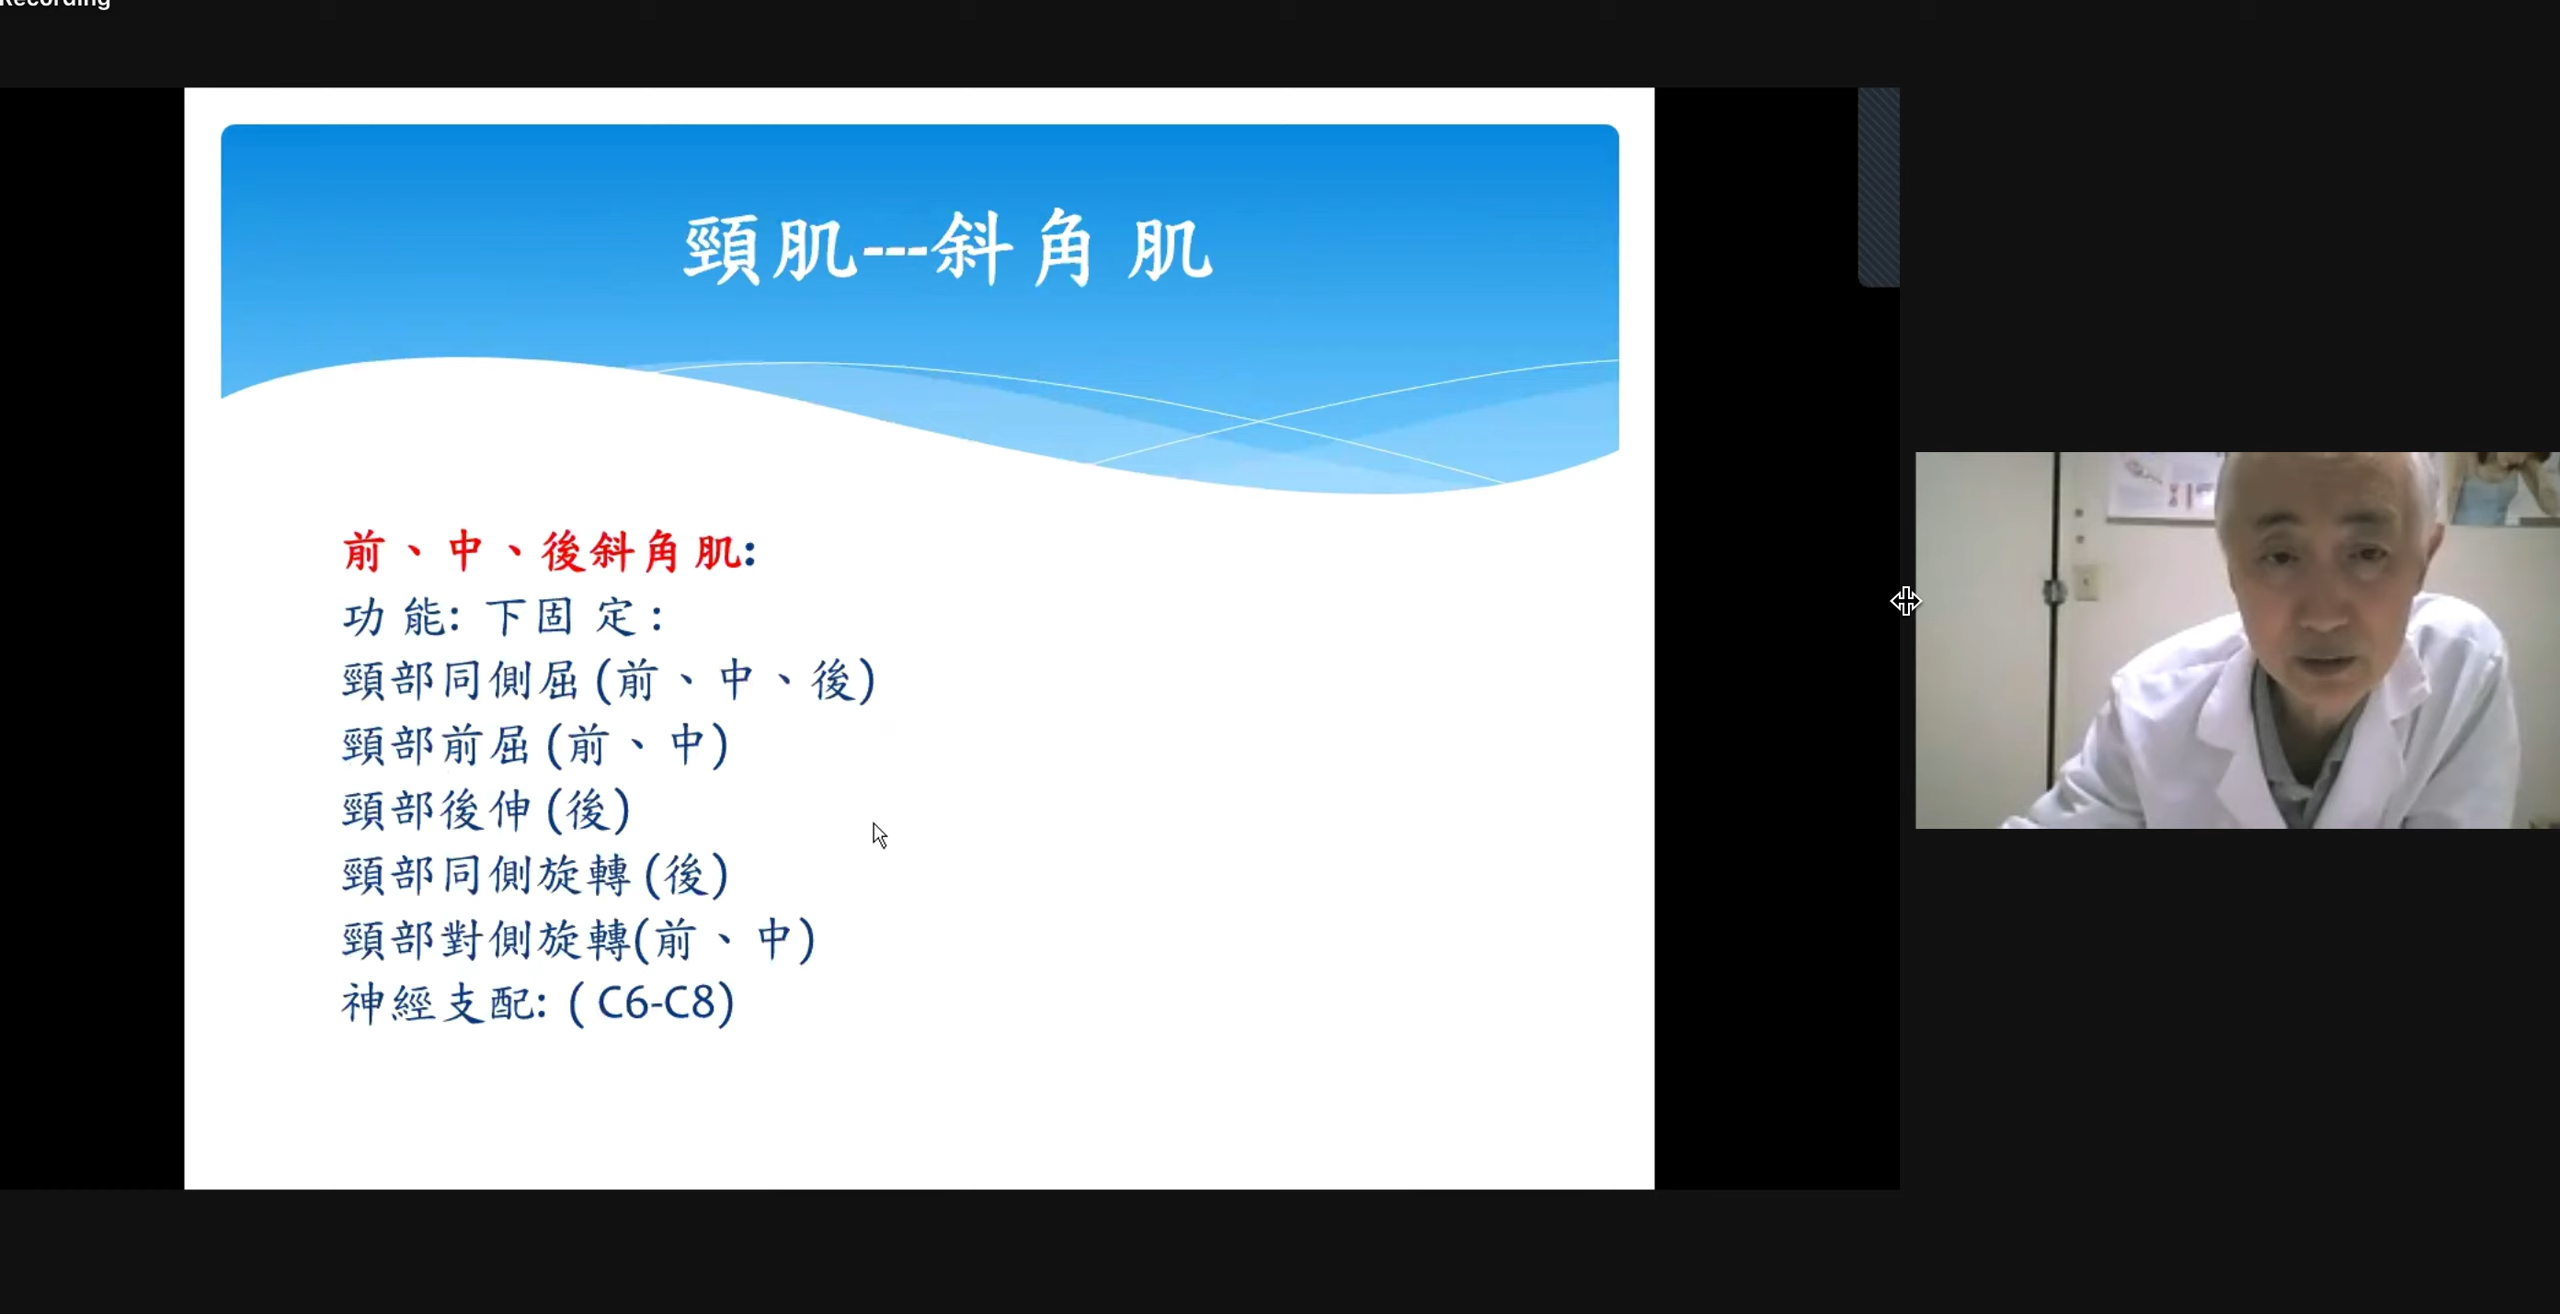 Recording
頸肌---斜角肌
前、中、後斜角肌:
功能: 下固定:
頸部同側屈(前、中、後)
頸部前屈(前、中)
頸部後伸(後)
頸部同側旋轉(後)
頸部對側旋轉(前、中)
神經支配: ( C6-C8)